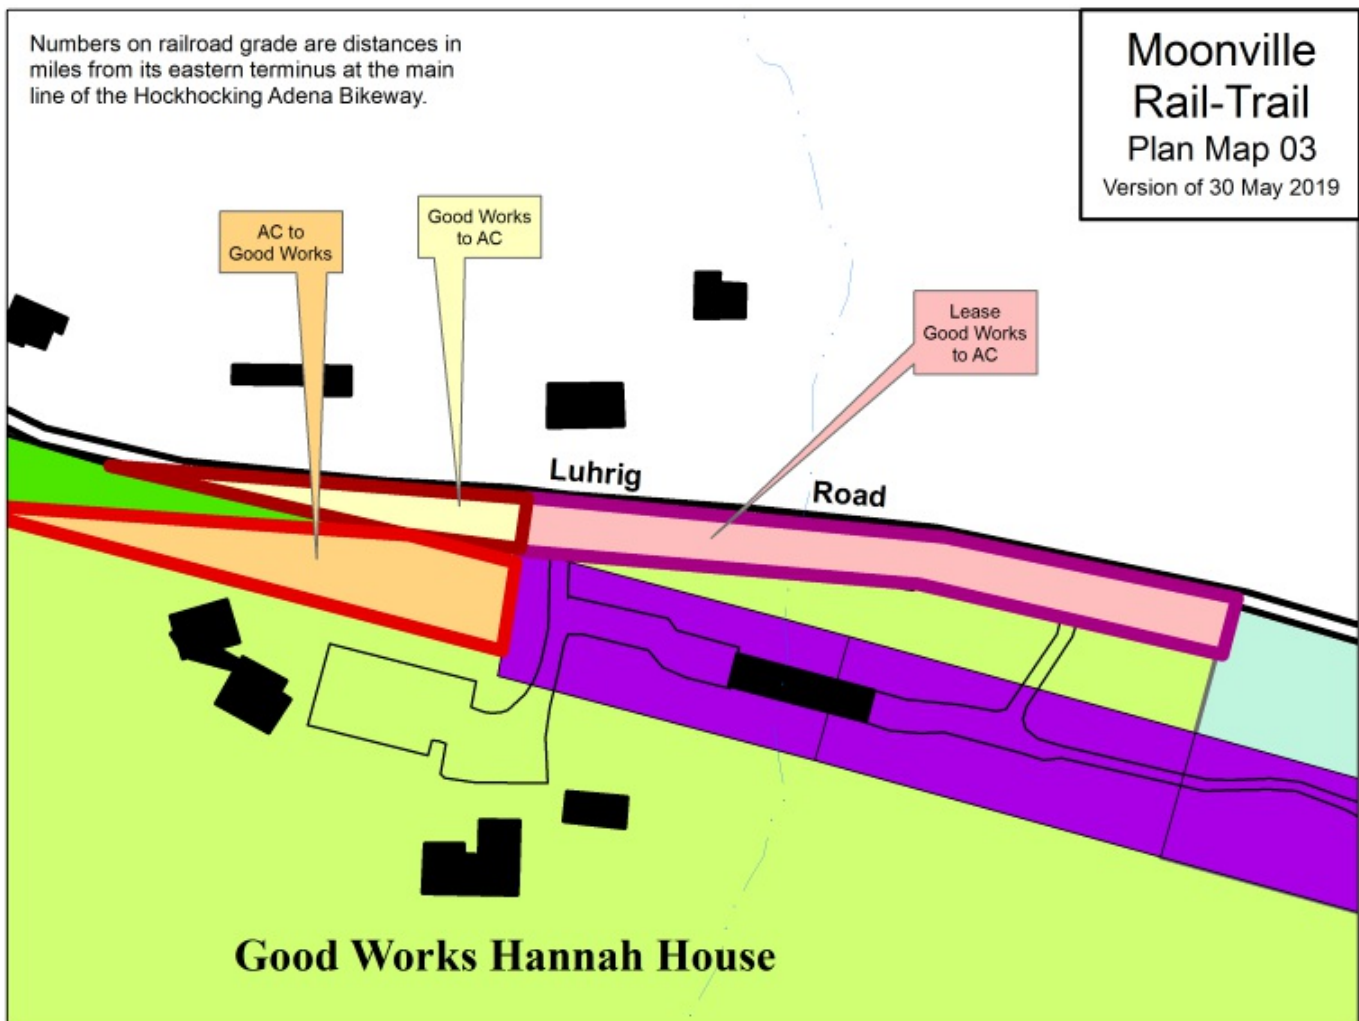 Numbers on railroad grade are distances in
miles from its eastern terminus at the main
line of the Hockhocking Adena Bikeway.
Moonville
Rail-Trail
Plan Map 03
Version of 30 May 2019
AC to
Good Works
Good Works
to AC
Lease
Good Works
to AC
Luhrig Road
Good Works Hannah House